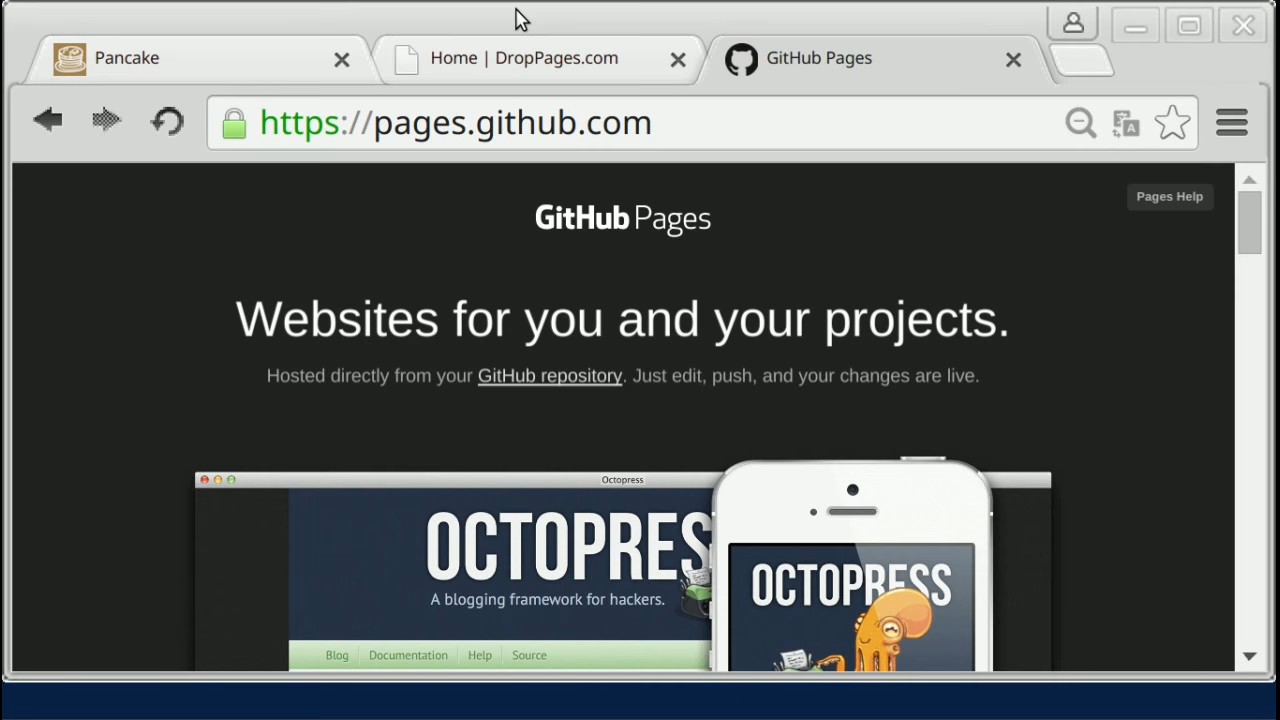 Pancake
Home | DropPages.com
GitHub Pages
https://pages.github.com
Pages Help
GitHub Pages
Websites for you and your projects.
Hosted directly from your GitHub repository. Just edit, push, and your changes are live.
Octopress
OCTOPRES
A blogging framework for hackers.
Blog Documentation Help Source
OCTOPRESS